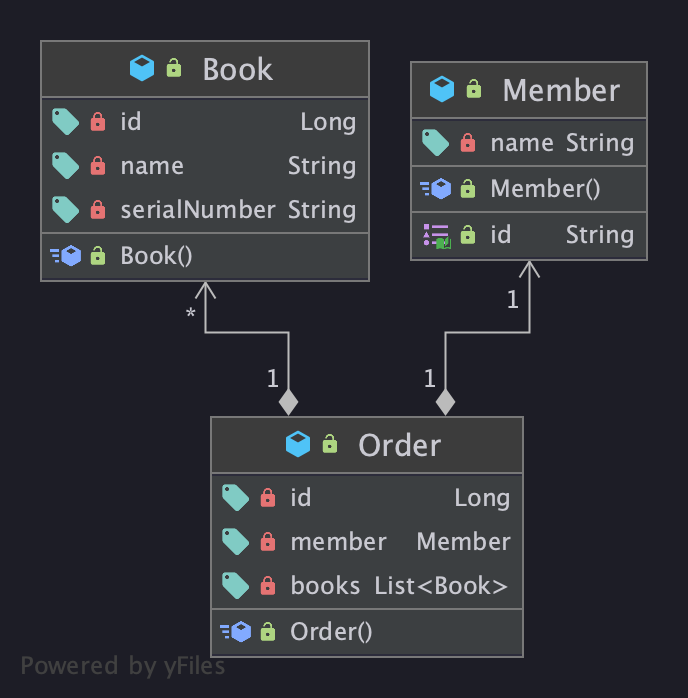 Book
id Long
name String
serialNumber String
Book()
Member
name String
Member()
id String
*
1
1
1
Order
id Long
member Member
books List<Book>
Order()
Powered by yFiles